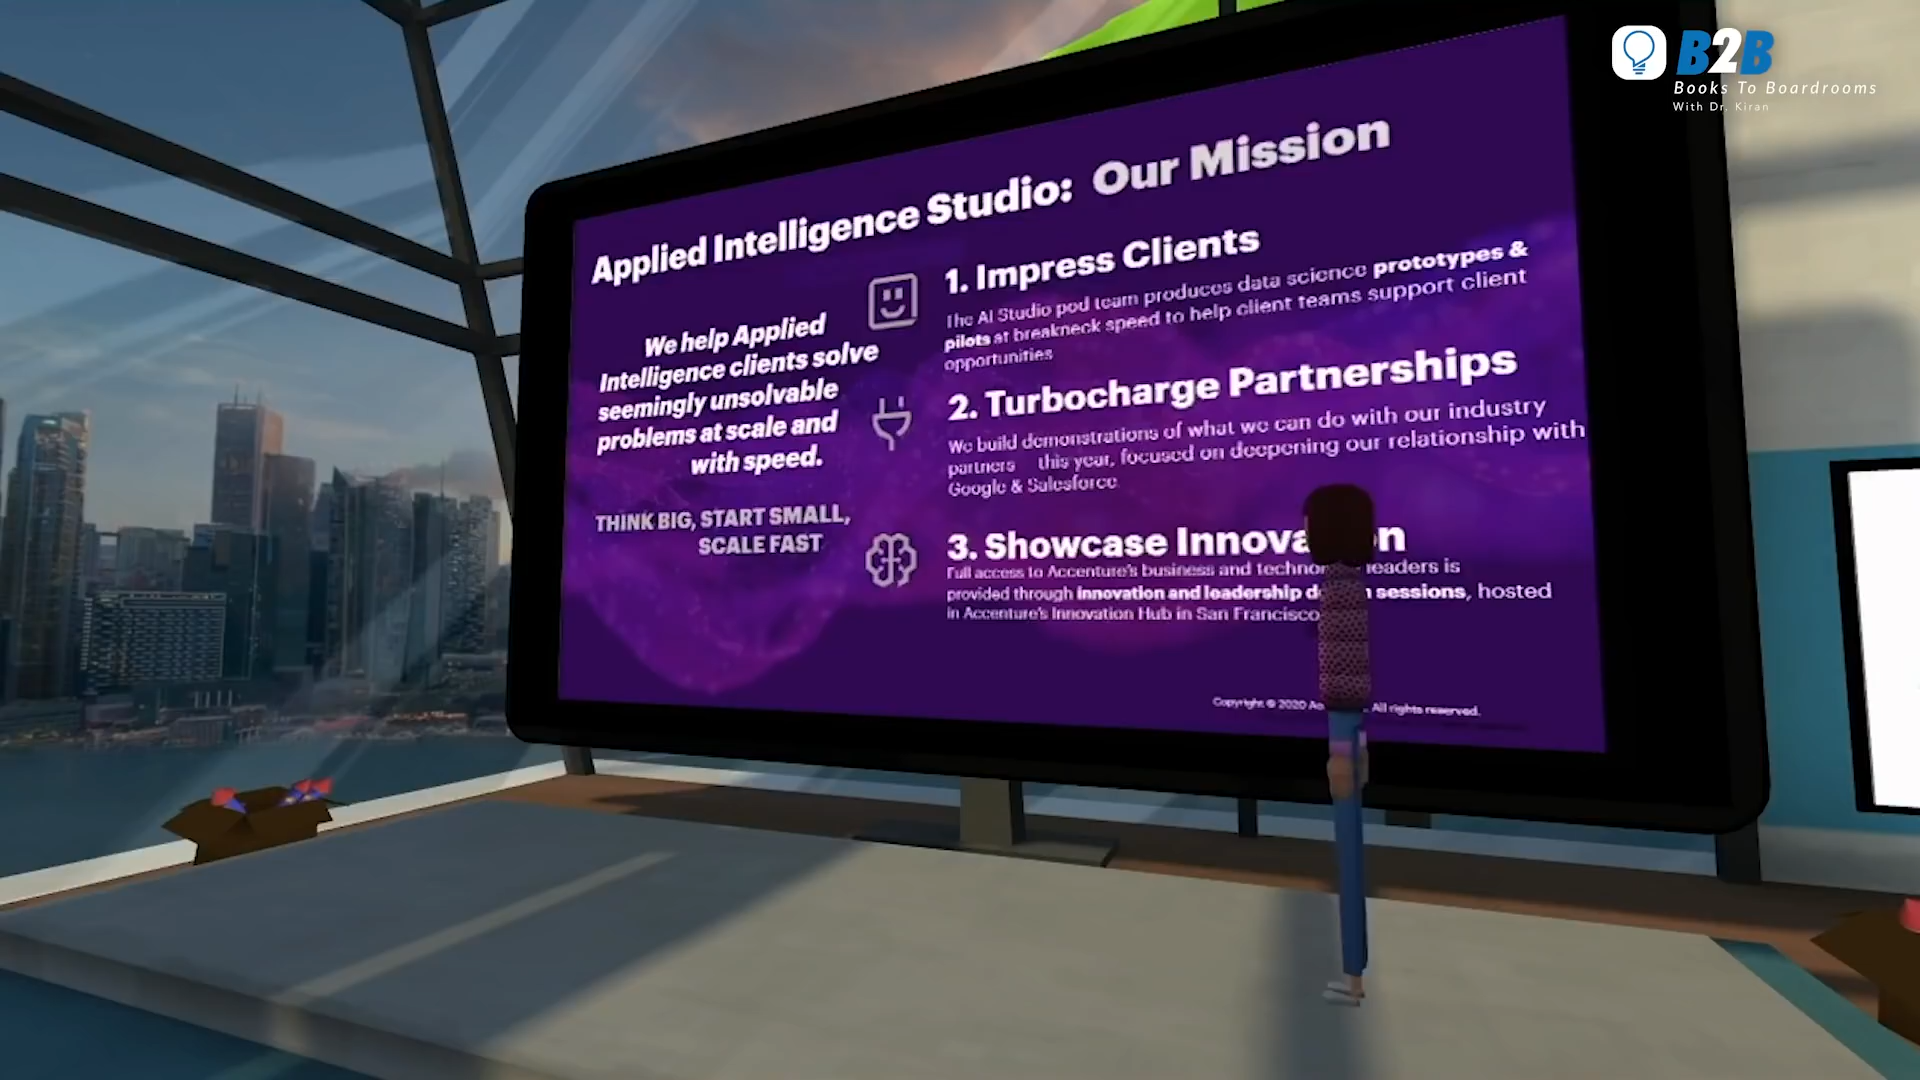 B2B
Books To Boardrooms
With Dr. Kiran
Applied Intelligence Studio: Our Mission
We help Applied
Intelligence clients solve
seemingly unsolvable
problems at scale and
with speed.
THINK BIG, START SMALL,
SCALE FAST
1. Impress Clients
The AI Studio pod team produces data science prototypes &
pilots at breakneck speed to help client teams support client
opportunities
2. Turbocharge Partnerships
We build demonstrations of what we can do with our industry
partners this year, focused on deepening our relationship with
Google & Salesforce
3. Showcase
Full access to Accenture's business and leaders is
provided through innovation and leadership sessions, hosted
in Accenture's Innovation Hub in San Francisco
Copyright © 2020 All rights reserved.